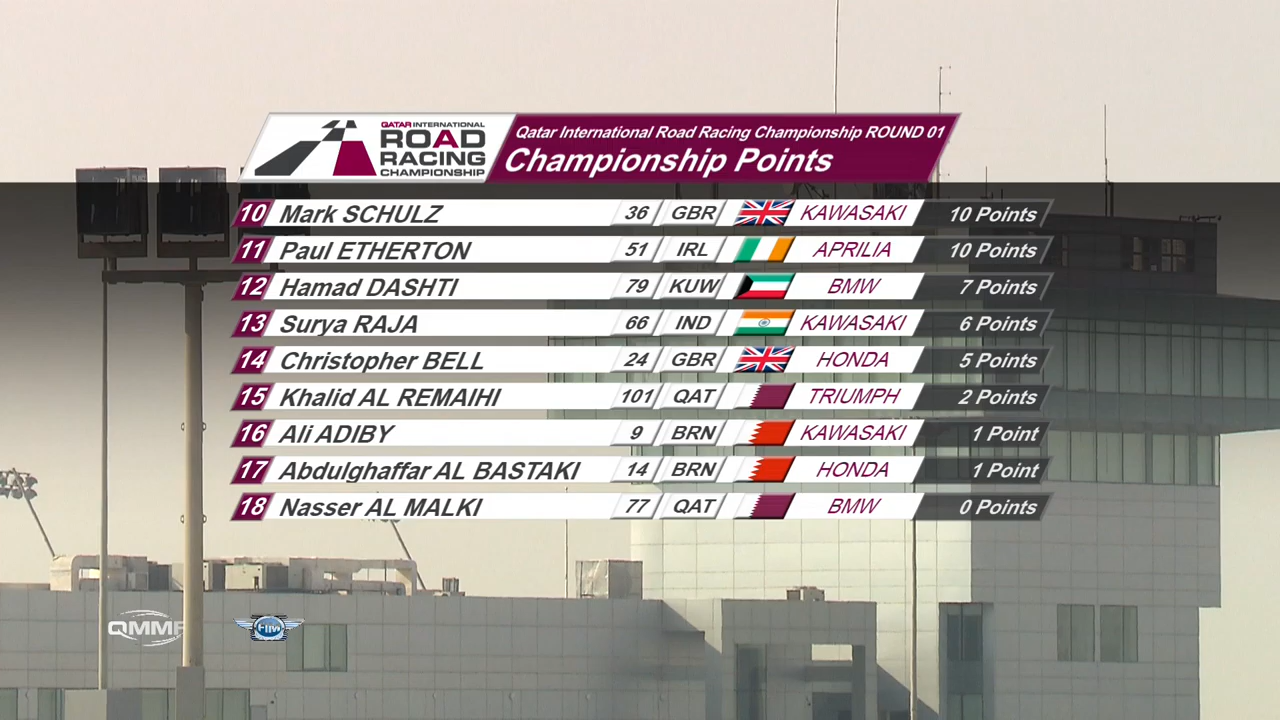 QATAR INTERNATIONAL
ROAD
RACING
CHAMPIONSHIP
Qatar International Road Racing Championship ROUND 01
Championship Points
10 Mark SCHULZ 36 GBR KAWASAKI 10 Points
11 Paul ETHERTON 51 IRL APRILIA 10 Points
12 Hamad DASHTI 79 KUW BMW 7 Points
13 Surya RAJA 66 IND KAWASAKI 6 Points
14 Christopher BELL 24 GBR HONDA 5 Points
15 Khalid AL REMAIHI 101 QAT TRIUMPH 2 Points
16 Ali ADIBY 9 BRN KAWASAKI 1 Point
17 Abdulghaffar AL BASTAKI 14 BRN HONDA 1 Point
18 Nasser AL MALKI 77 QAT BMW 0 Points
QMMF
FIM